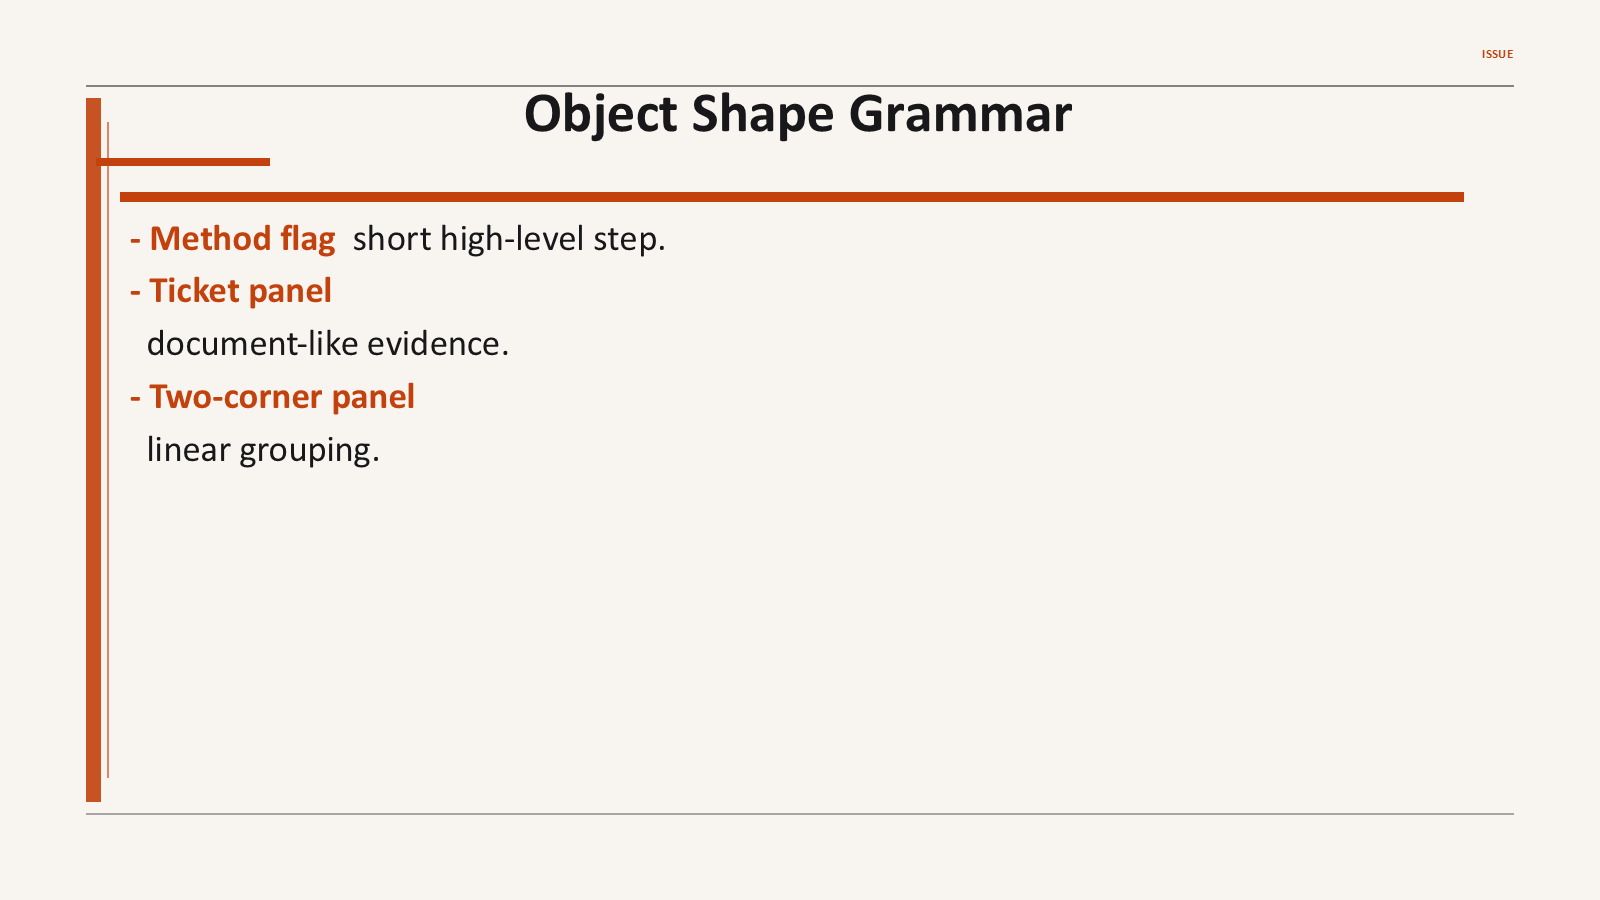 ISSUE
Object Shape Grammar
- Method flag  short high-level step.
- Ticket panel
document-like evidence.
- Two-corner panel
linear grouping.